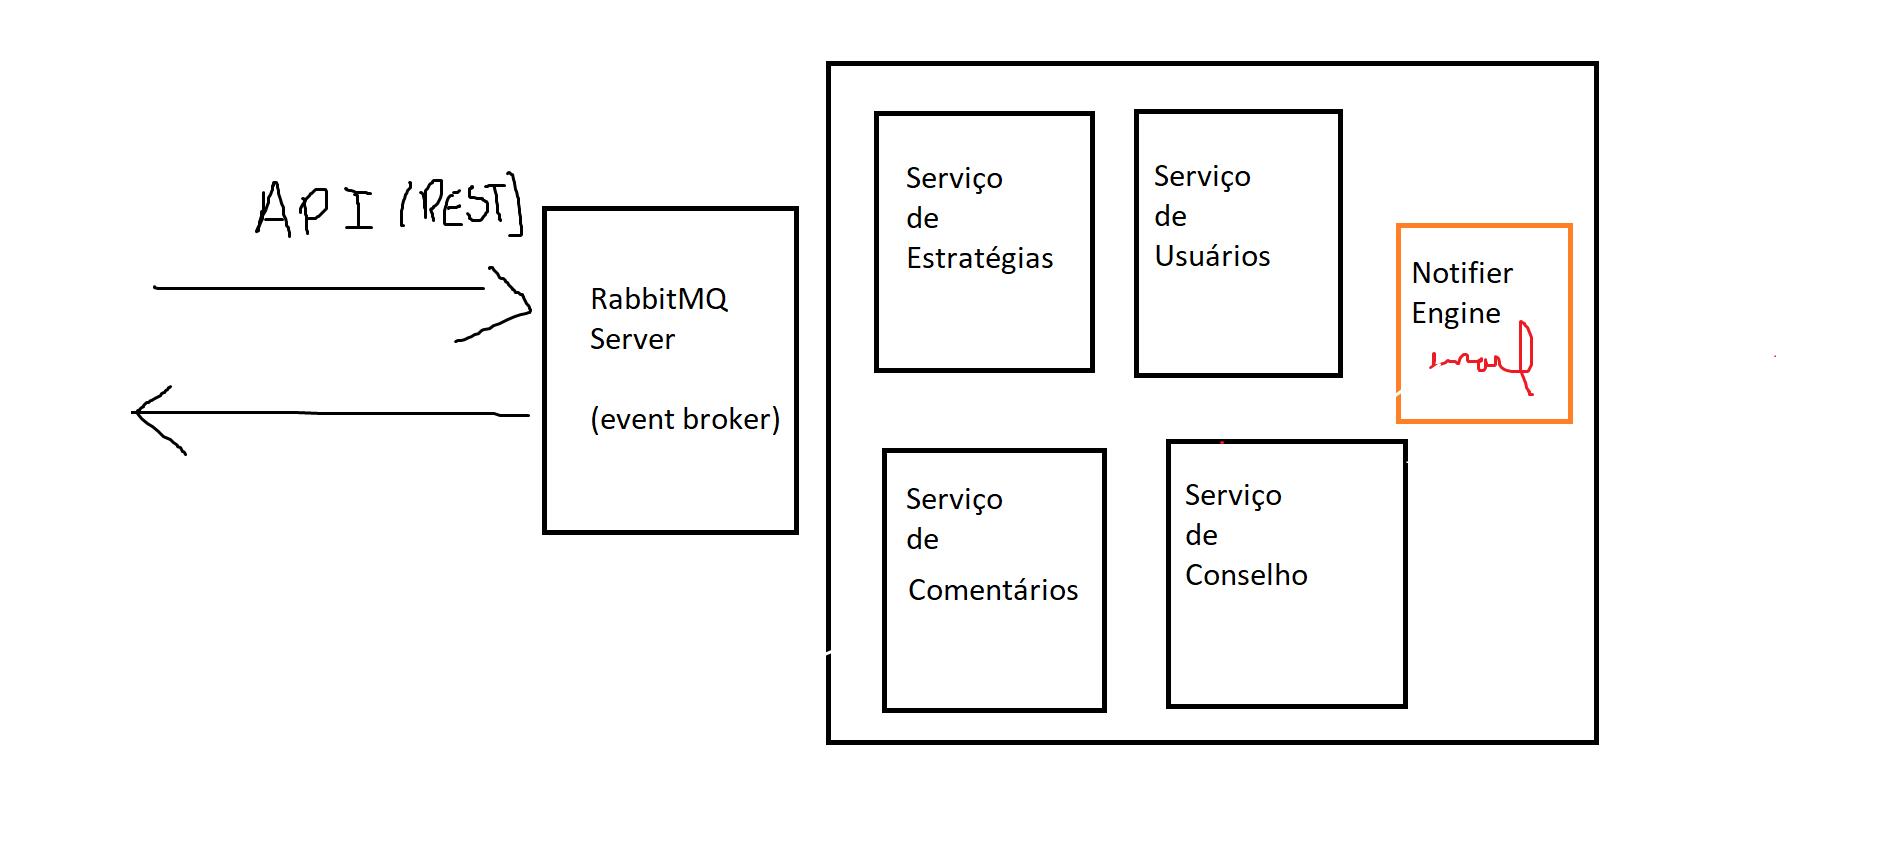 API (REST)
RabbitMQ
Server
(event broker)
Serviço
de
Estratégias
Serviço
de
Usuários
Notifier
Engine
Serviço
de
Comentários
Serviço
de
Conselho